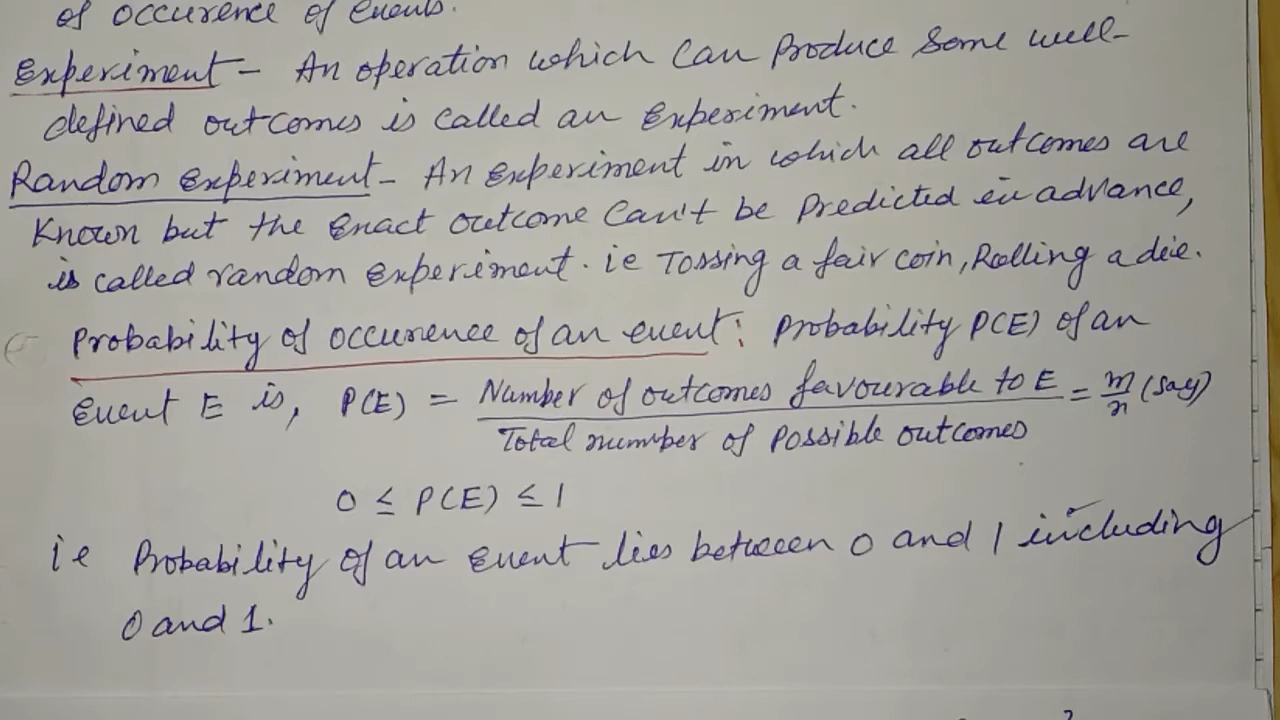 of occurence of Events.
Experiment - An operation which can produce some well-
defined outcomes is called an Experiment.
Random Experiment - An Experiment in which all outcomes are
Known but the Exact outcome can't be Predicted in advance,
is called random Experiment. ie Tossing a fair coin, Rolling a die.
Probability of occurence of an event: Probability P(E) of an
Event E is, P(E) = Number of outcomes favourable to E / Total number of Possible outcomes = m/n (say)
0 ≤ P(E) ≤ 1
ie Probability of an Event lies between 0 and 1 including
0 and 1.